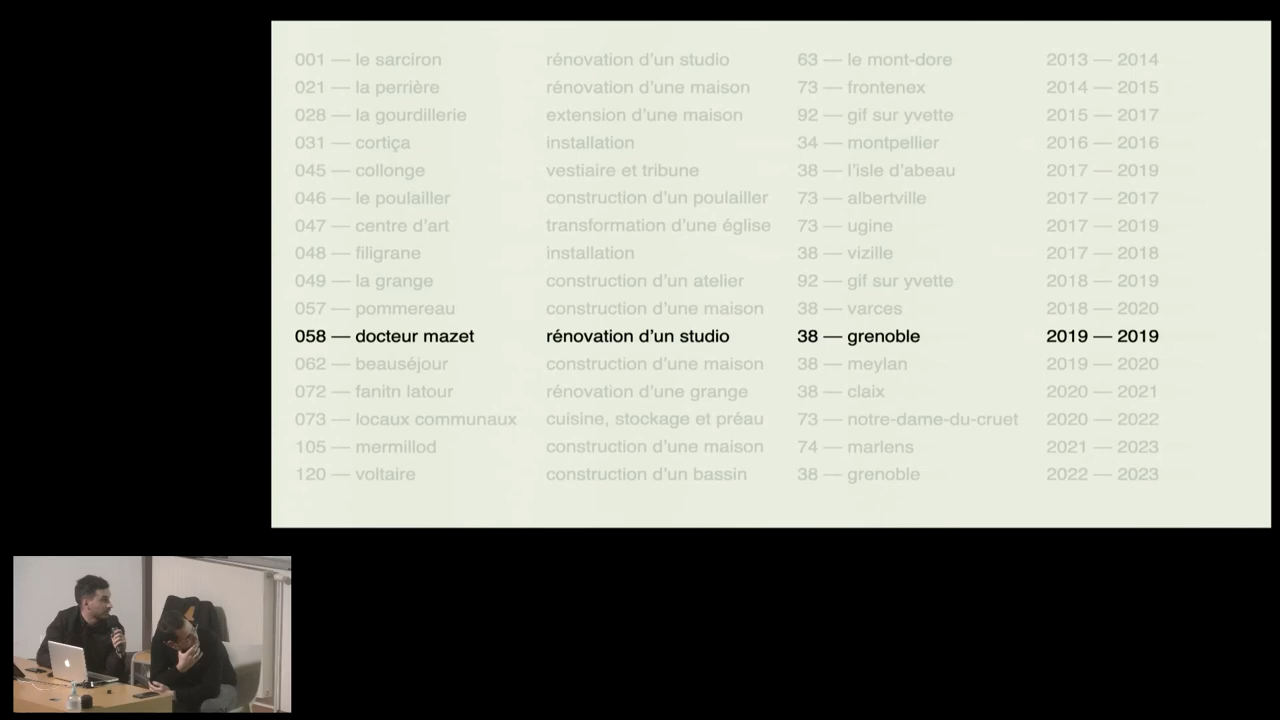 001 — le sarciron rénovation d'un studio 63 — le mont-dore 2013 — 2014
021 — la perrière rénovation d'une maison 73 — frontenex 2014 — 2015
028 — la gourdillerie extension d'une maison 92 — gif sur yvette 2015 — 2017
031 — cortiça installation 34 — montpellier 2016 — 2016
045 — collonge vestiaire et tribune 38 — l'isle d'abeau 2017 — 2019
046 — le poulailler construction d'un poulailler 73 — albertville 2017 — 2017
047 — centre d'art transformation d'une église 73 — ugine 2017 — 2019
048 — filigrane installation 38 — vizille 2017 — 2018
049 — la grange construction d'un atelier 92 — gif sur yvette 2018 — 2019
057 — pommereau construction d'une maison 38 — varces 2018 — 2020
058 — docteur mazet rénovation d'un studio 38 — grenoble 2019 — 2019
062 — beauséjour construction d'une maison 38 — meylan 2019 — 2020
072 — fanitn latour rénovation d'une grange 38 — claix 2020 — 2021
073 — locaux communaux cuisine, stockage et préau 73 — notre-dame-du-cruet 2020 — 2022
105 — mermillod construction d'une maison 74 — marlens 2021 — 2023
120 — voltaire construction d'un bassin 38 — grenoble 2022 — 2023